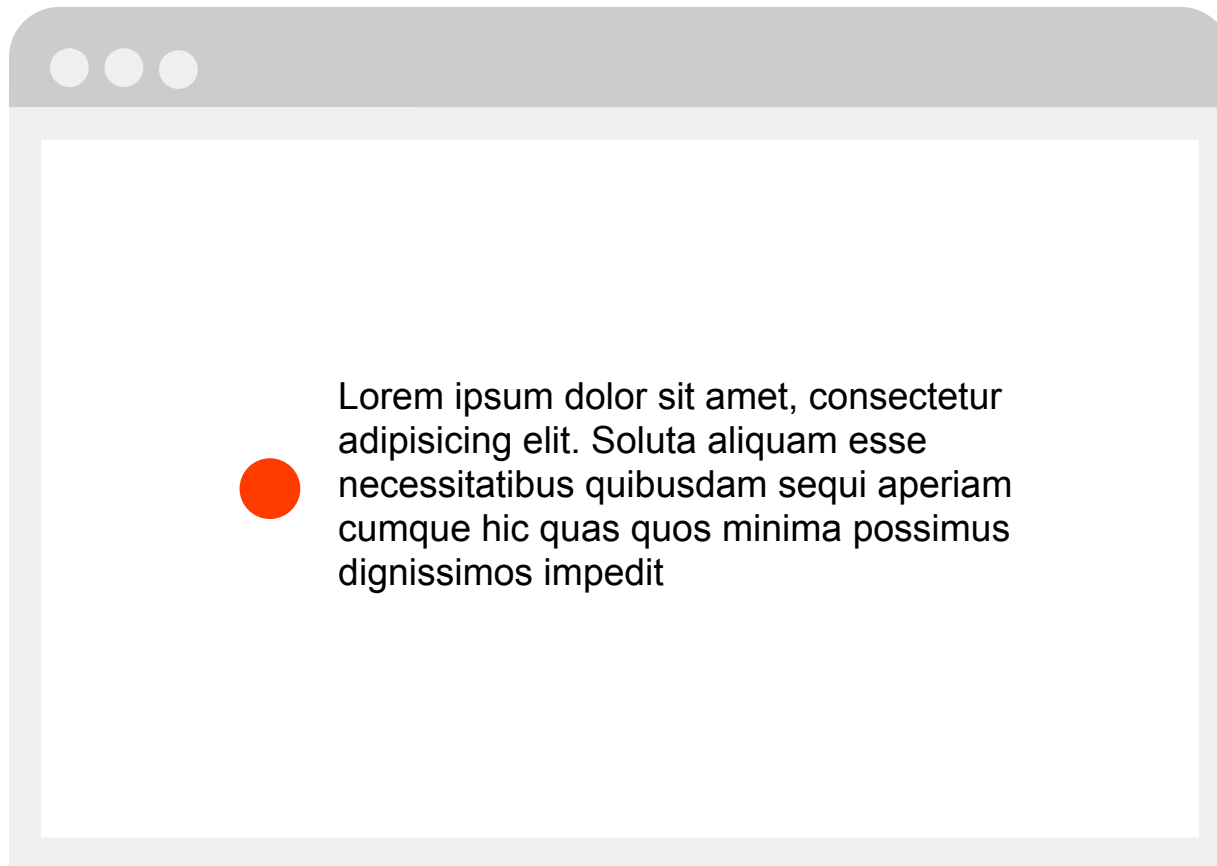 Lorem ipsum dolor sit amet, consectetur
adipisicing elit. Soluta aliquam esse
necessitatibus quibusdam sequi aperiam
cumque hic quas quos minima possimus
dignissimos impedit